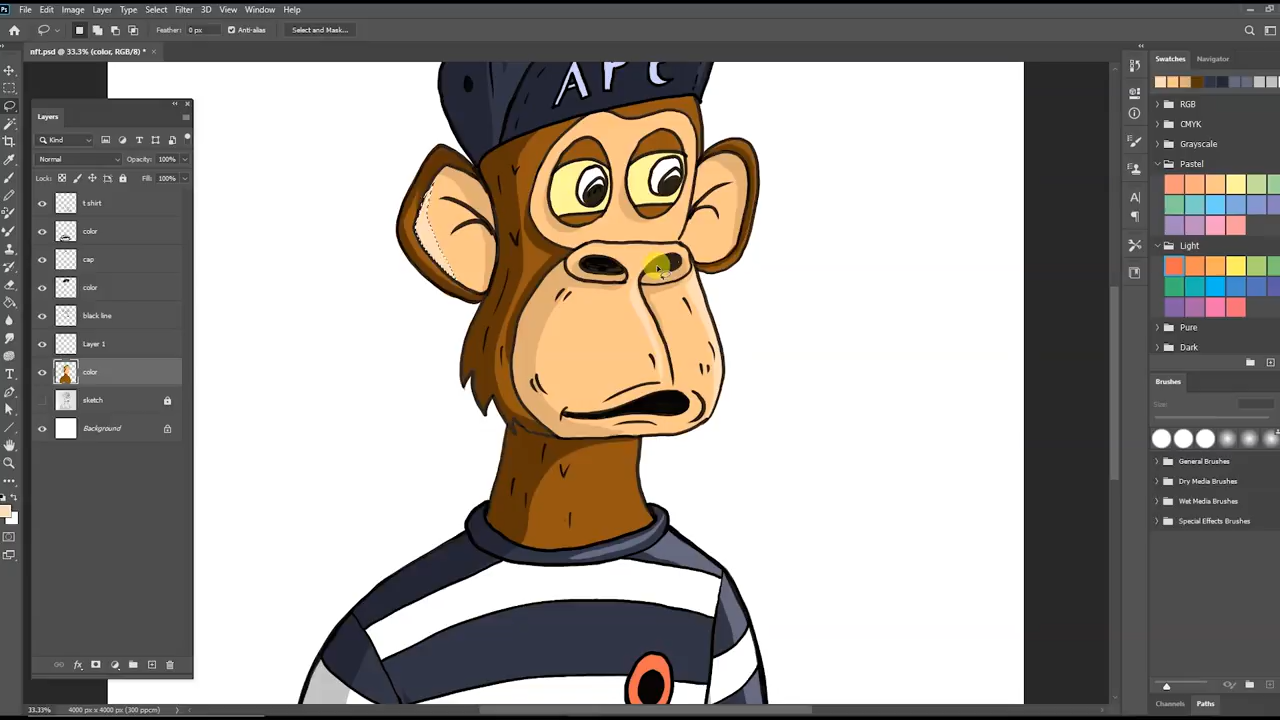 Ps File Edit Image Layer Type Select Filter 3D View Window Help
Feather: 0 px Anti-alias Select and Mask...
nft.psd @ 33.3% (color, RGB/8) *
Layers
Kind
Normal Opacity: 100%
Lock: Fill: 100%
t shirt
color
cap
color
black line
Layer 1
color
sketch
Background
APC
Swatches Navigator
RGB
CMYK
Grayscale
Pastel
Light
Pure
Dark
Brushes
Size:
General Brushes
Dry Media Brushes
Wet Media Brushes
Special Effects Brushes
33.33% 4000 px x 4000 px (300 ppcm)
Channels Paths